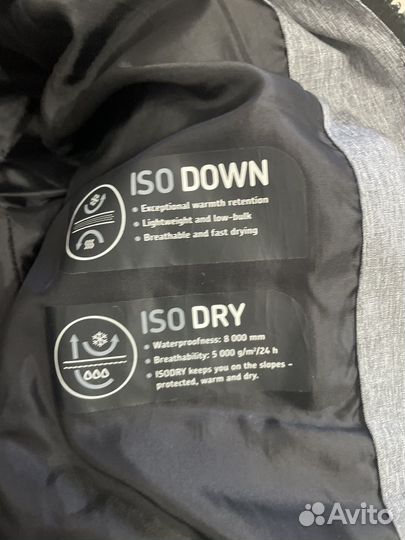 ISO DOWN
• Exceptional warmth retention
• Lightweight and low-bulk
• Breathable and fast drying
ISO DRY
• Waterproofness: 8 000 mm
• Breathability: 5 000 g/m²/24 h
• ISODRY keeps you on the slopes –
protected, warm and dry.
Avito